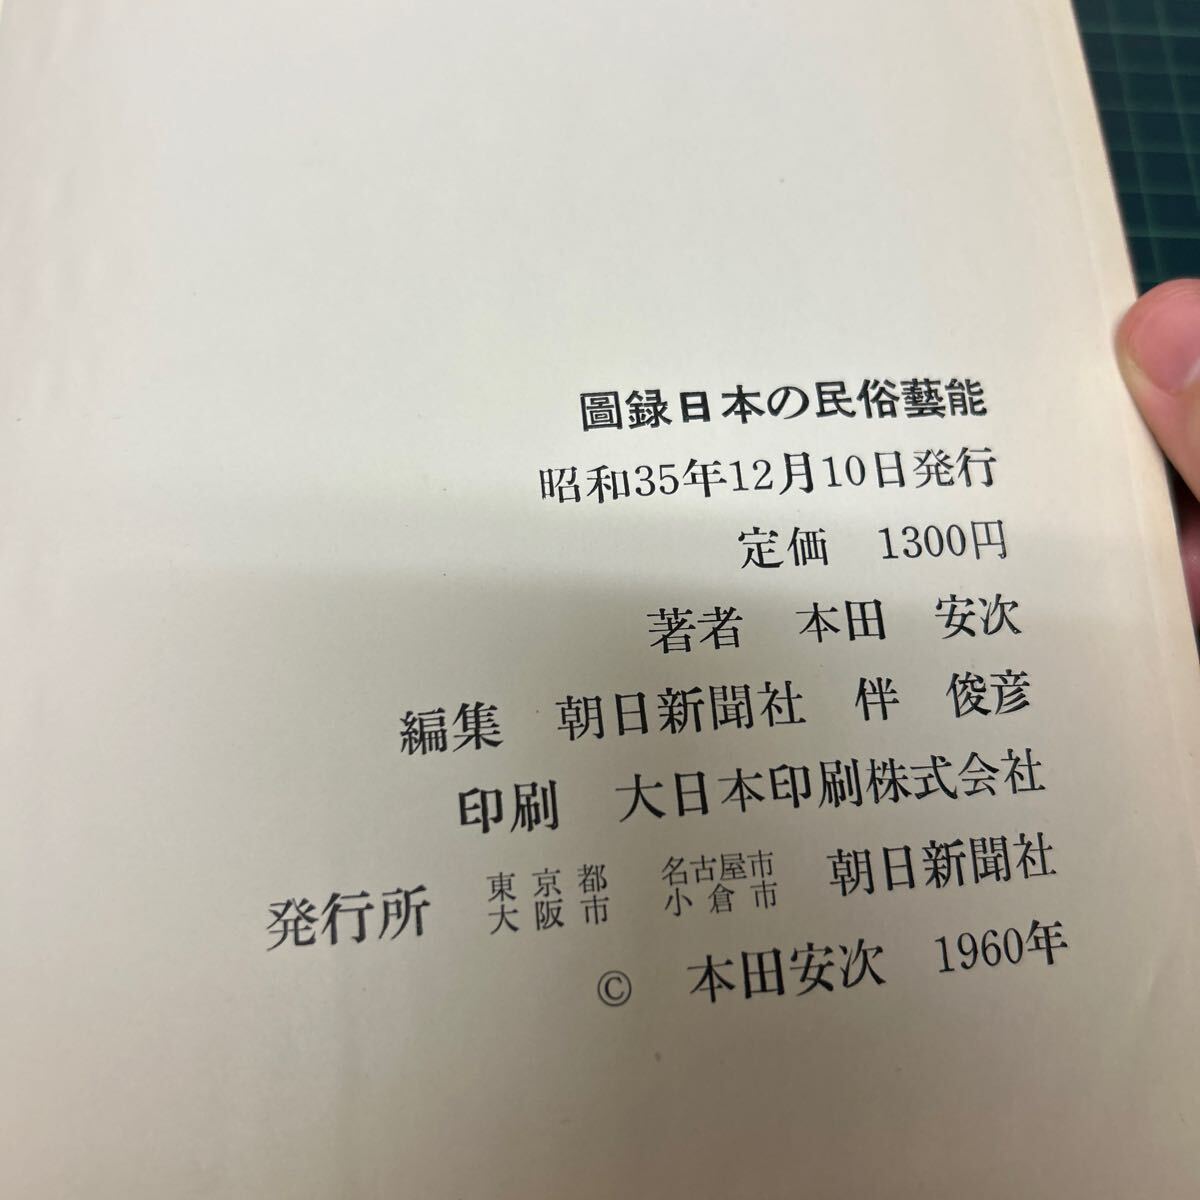 圖録日本の民俗藝能
昭和35年12月10日発行
定価　1300円
著者　本田　安次
編集　朝日新聞社　伴　俊彦
印刷　大日本印刷株式会社
発行所　東京都　名古屋市　朝日新聞社
大阪市　小倉市
©　本田安次　1960年